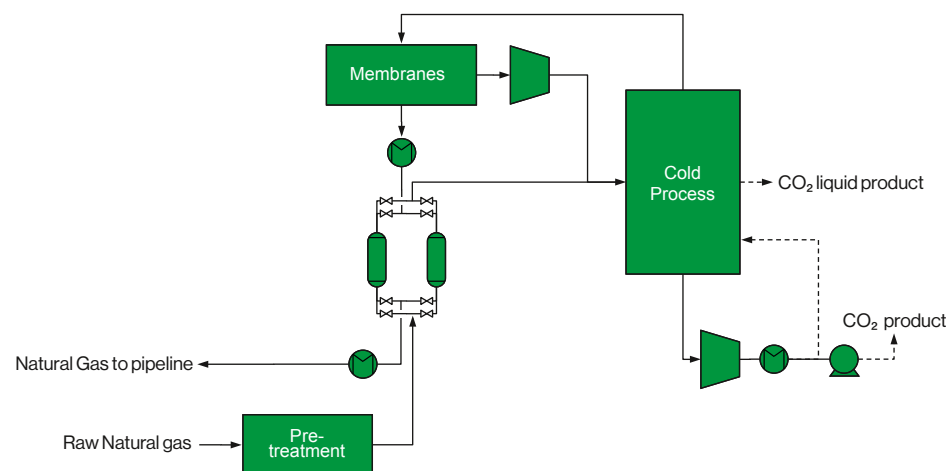 Membranes
Cold
Process
CO₂ liquid product
CO₂ product
Natural Gas to pipeline
Raw Natural gas
Pre-
treatment